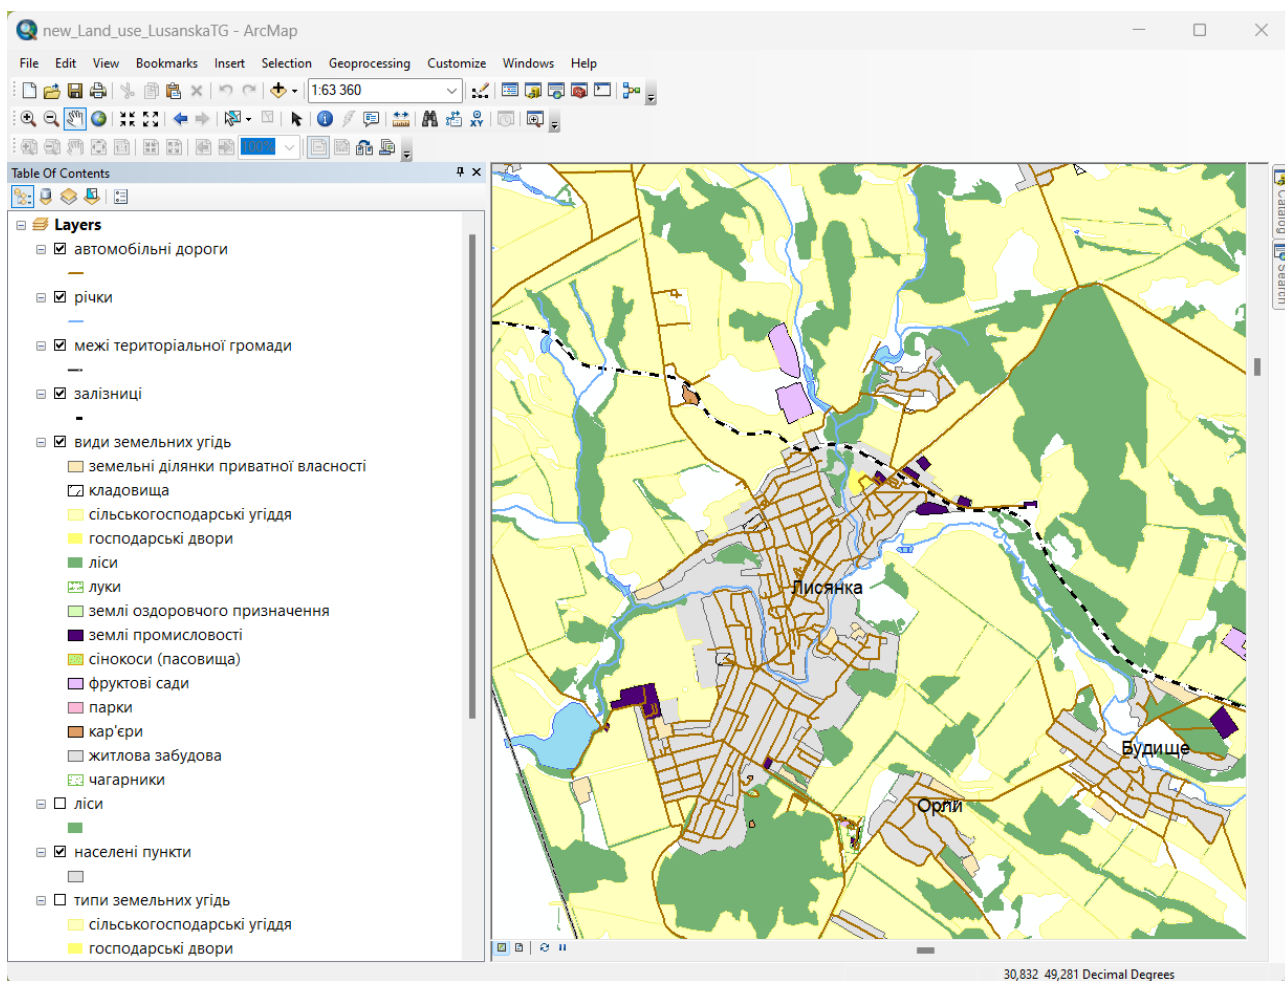 new_Land_use_LusanskaTG - ArcMap
File Edit View Bookmarks Insert Selection Geoprocessing Customize Windows Help
1:63 360
100%
Table Of Contents
Layers
автомобільні дороги
річки
межі територіальної громади
залізниці
види земельних угідь
земельні ділянки приватної власності
кладовища
сільськогосподарські угіддя
господарські двори
ліси
луки
землі оздоровчого призначення
землі промисловості
сінокоси (пасовища)
фруктові сади
парки
кар'єри
житлова забудова
чагарники
ліси
населені пункти
типи земельних угідь
сільськогосподарські угіддя
господарські двори
Лисянка
Будище
Орли
Catalog
Search
30,832 49,281 Decimal Degrees